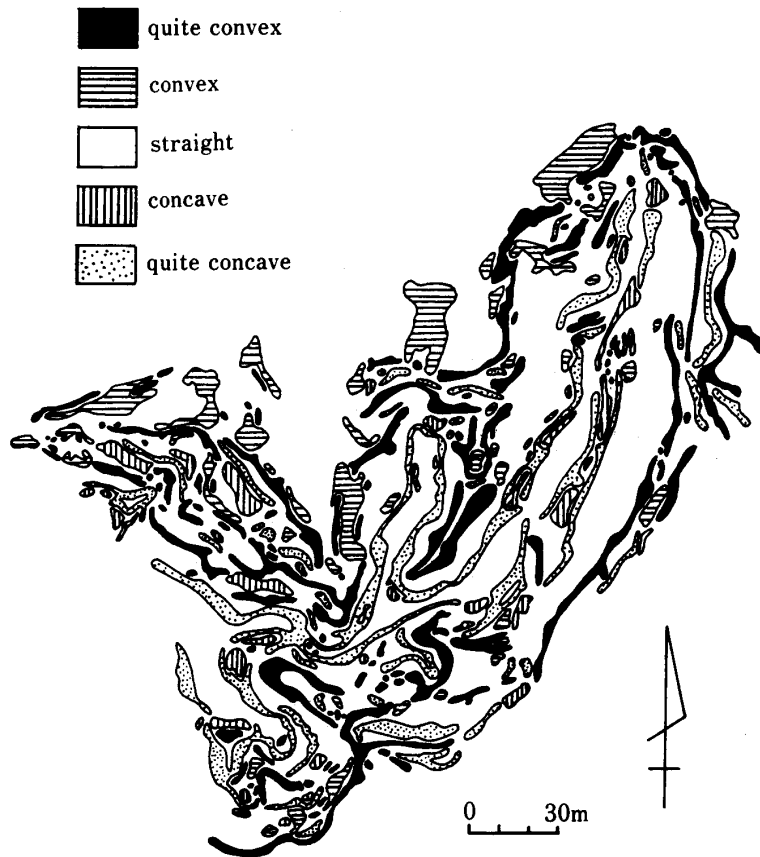 quite convex
convex
straight
concave
quite concave
0 30m